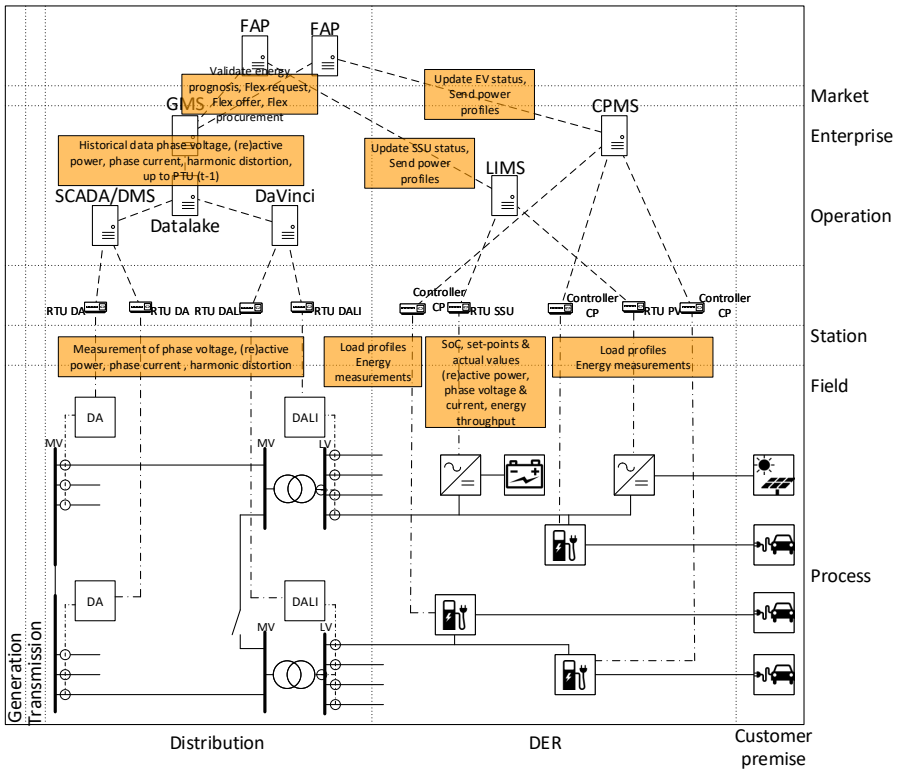 FAP
FAP
Validate energy
prognosis, Flex request,
Flex offer, Flex
procurement
Update EV status,
Send power
profiles
Market
GMS
CPMS
Enterprise
Historical data phase voltage, (re)active
power, phase current, harmonic distortion,
up to PTU (t-1)
Update SSU status,
Send power
profiles
LIMS
SCADA/DMS
DaVinci
Datalake
Operation
RTU DA
RTU DA
RTU DALI
RTU DALI
Controller
CP
RTU SSU
Controller
CP
RTU PV
Controller
CP
Station
Measurement of phase voltage, (re)active
power, phase current , harmonic distortion
Load profiles
Energy
measurements
SoC, set-points &
actual values
(re)active power,
phase voltage &
current, energy
throughput
Load profiles
Energy measurements
Field
DA
DALI
MV
MV
LV
DA
DALI
MV
LV
Process
Generation
Transmission
Distribution
DER
Customer
premise